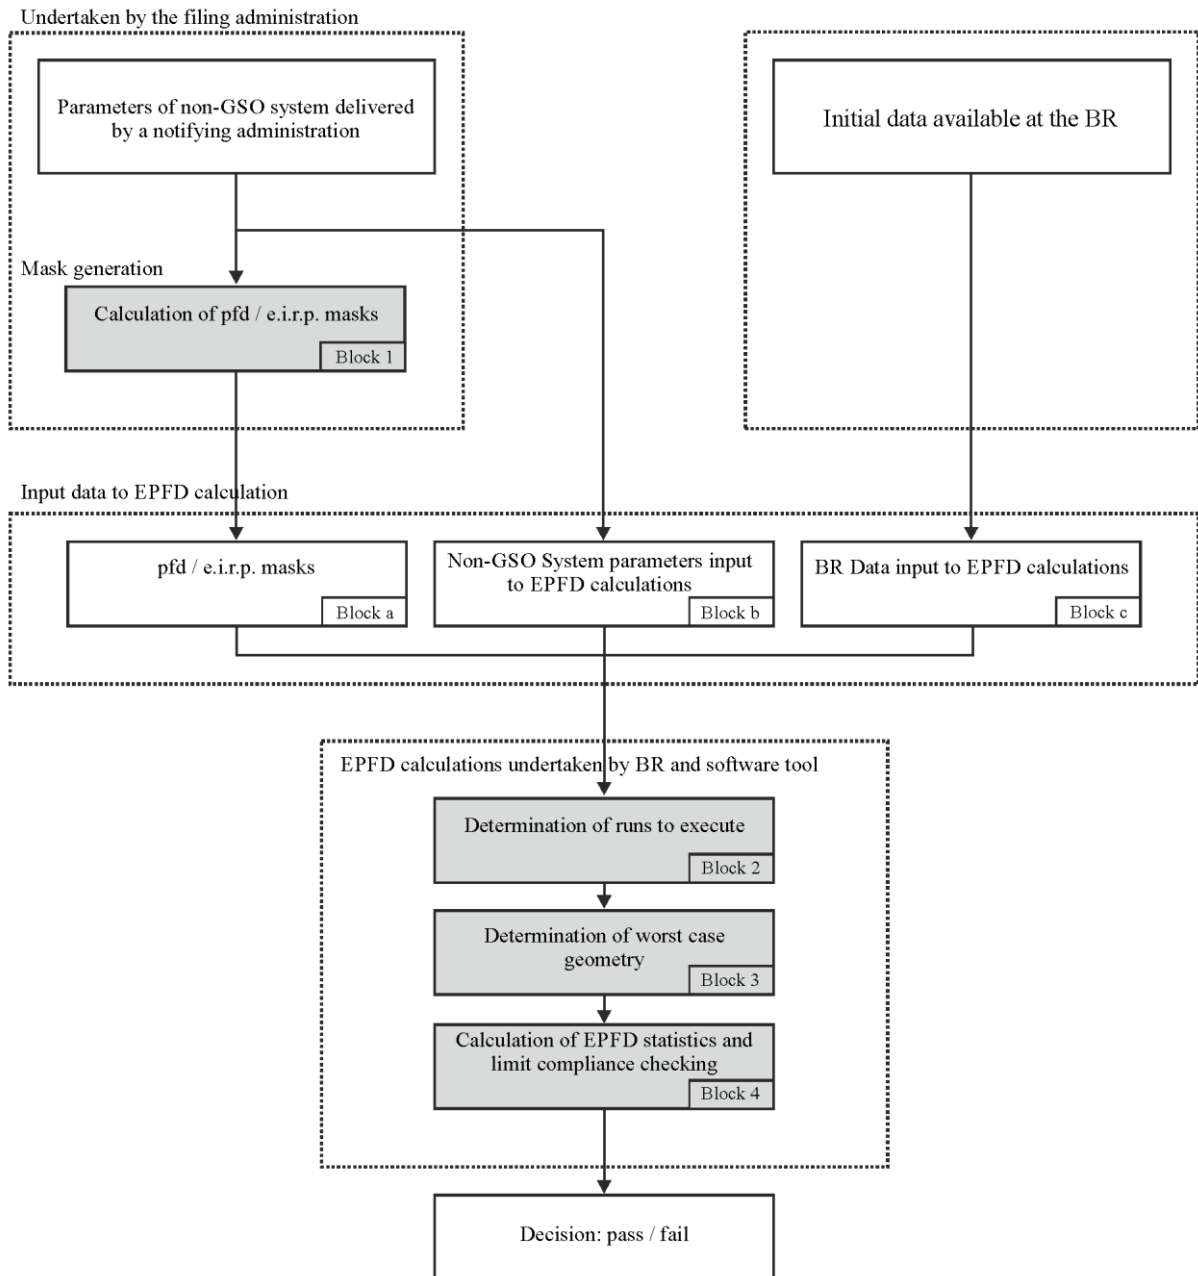 Undertaken by the filing administration
Parameters of non-GSO system delivered
by a notifying administration
Initial data available at the BR
Mask generation
Calculation of pfd / e.i.r.p. masks
Block 1
Input data to EPFD calculation
pfd / e.i.r.p. masks
Block a
Non-GSO System parameters input
to EPFD calculations
Block b
BR Data input to EPFD calculations
Block c
EPFD calculations undertaken by BR and software tool
Determination of runs to execute
Block 2
Determination of worst case
geometry
Block 3
Calculation of EPFD statistics and
limit compliance checking
Block 4
Decision: pass / fail